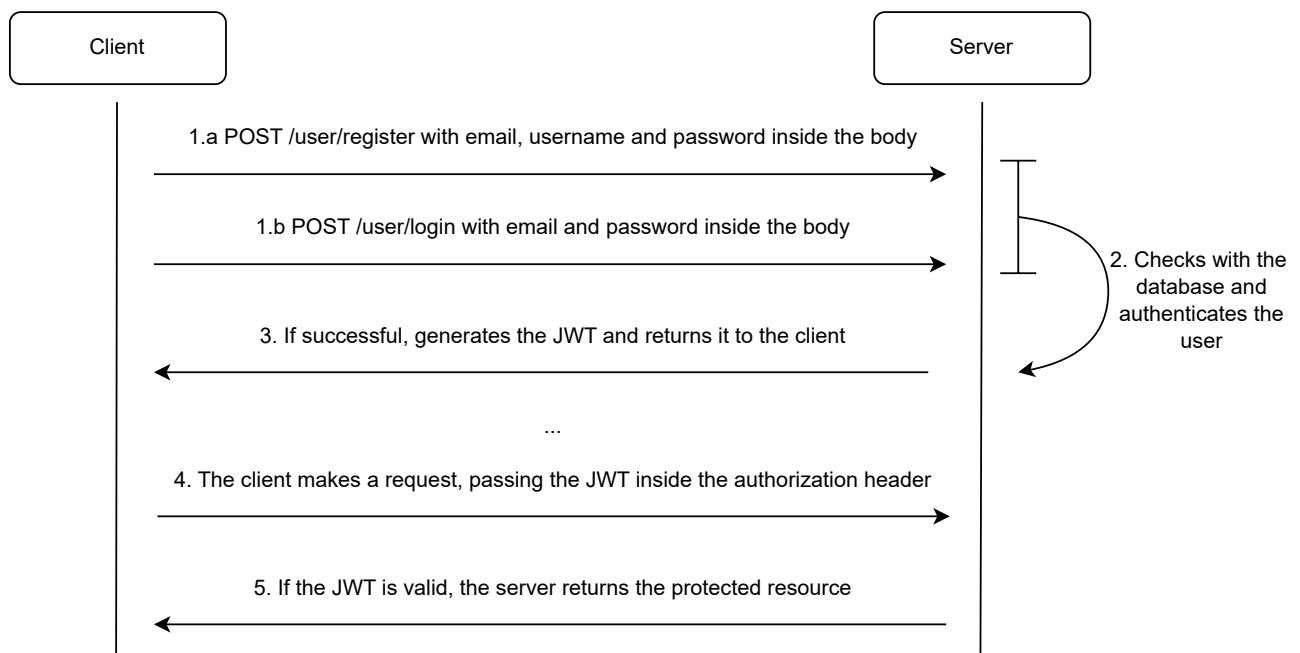 Client
Server
1.a POST /user/register with email, username and password inside the body
1.b POST /user/login with email and password inside the body
2. Checks with the
database and
authenticates the
user
3. If successful, generates the JWT and returns it to the client
...
4. The client makes a request, passing the JWT inside the authorization header
5. If the JWT is valid, the server returns the protected resource